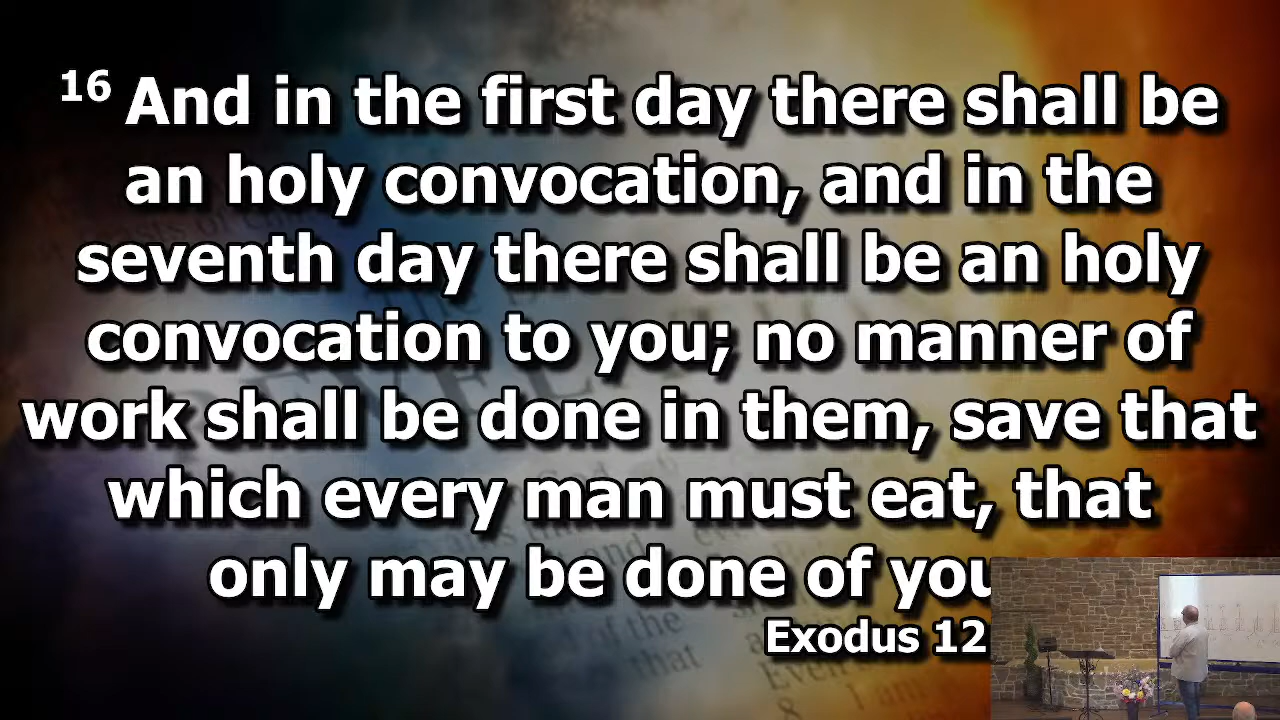 16 And in the first day there shall be
an holy convocation, and in the
seventh day there shall be an holy
convocation to you; no manner of
work shall be done in them, save that
which every man must eat, that
only may be done of you
Exodus 12